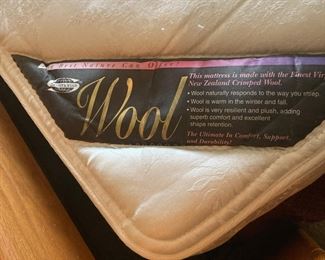 Best Nature Can Offer!
Wool
This mattress is made with the Finest Vir
New Zealand Crimped Wool.
• Wool naturally responds to the way you sleep.
• Wool is warm in the winter and fall.
• Wool is very resilient and plush, adding
superb comfort and excellent
shape retention.
The Ultimate In Comfort, Support,
and Durability!